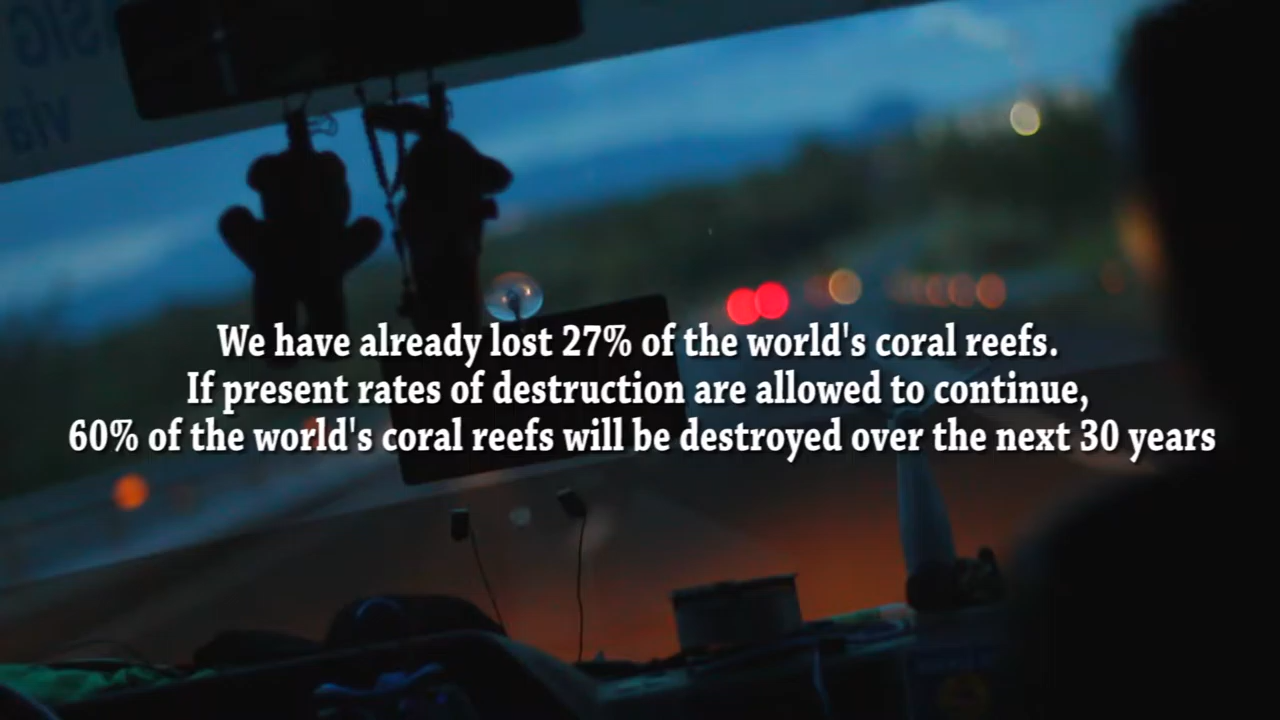 We have already lost 27% of the world's coral reefs.
If present rates of destruction are allowed to continue,
60% of the world's coral reefs will be destroyed over the next 30 years